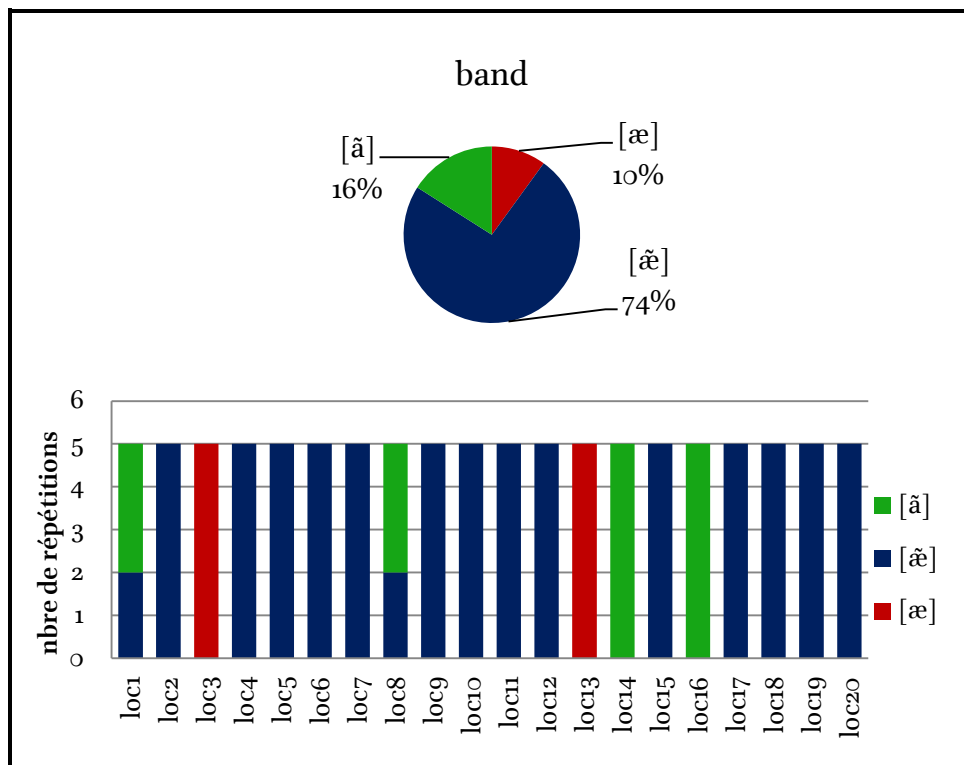 band
[ã]
16%
[æ]
10%
[æ̃]
74%
nbre de répétitions
6
5
4
3
2
1
0
loc1
loc2
loc3
loc4
loc5
loc6
loc7
loc8
loc9
loc10
loc11
loc12
loc13
loc14
loc15
loc16
loc17
loc18
loc19
loc20
[ã]
[æ̃]
[æ]